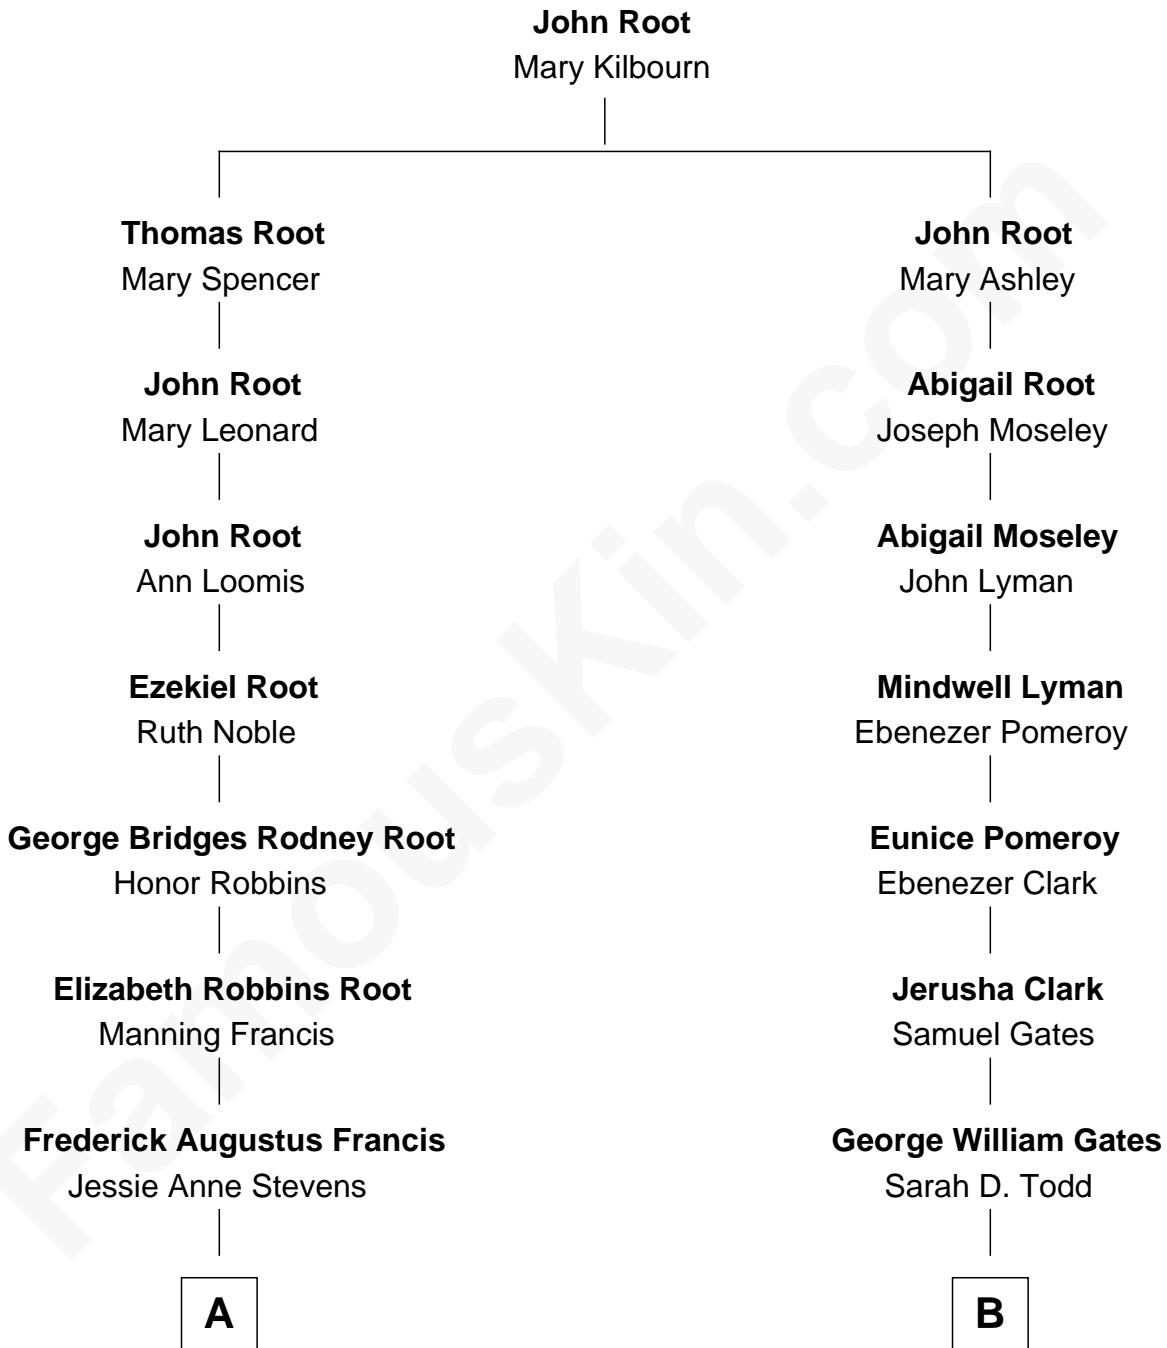 John Root
Mary Kilbourn
Thomas Root
Mary Spencer
John Root
Mary Ashley
John Root
Mary Leonard
Abigail Root
Joseph Moseley
John Root
Ann Loomis
Abigail Moseley
John Lyman
Ezekiel Root
Ruth Noble
Mindwell Lyman
Ebenezer Pomeroy
George Bridges Rodney Root
Honor Robbins
Eunice Pomeroy
Ebenezer Clark
Elizabeth Robbins Root
Manning Francis
Jerusha Clark
Samuel Gates
Frederick Augustus Francis
Jessie Anne Stevens
George William Gates
Sarah D. Todd
A
B
FamousKin.com